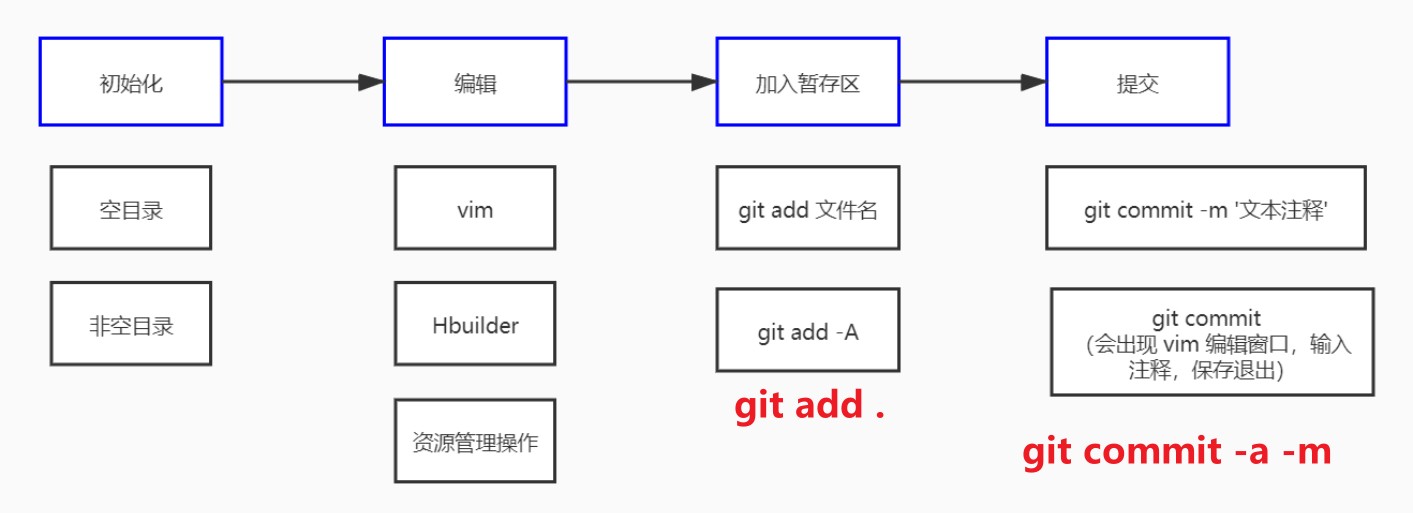 初始化
编辑
加入暂存区
提交
空目录
vim
git add 文件名
git commit -m '文本注释'
非空目录
Hbuilder
git add -A
git commit
（会出现 vim 编辑窗口，输入
注释，保存退出）
git add .
资源管理操作
git commit -a -m